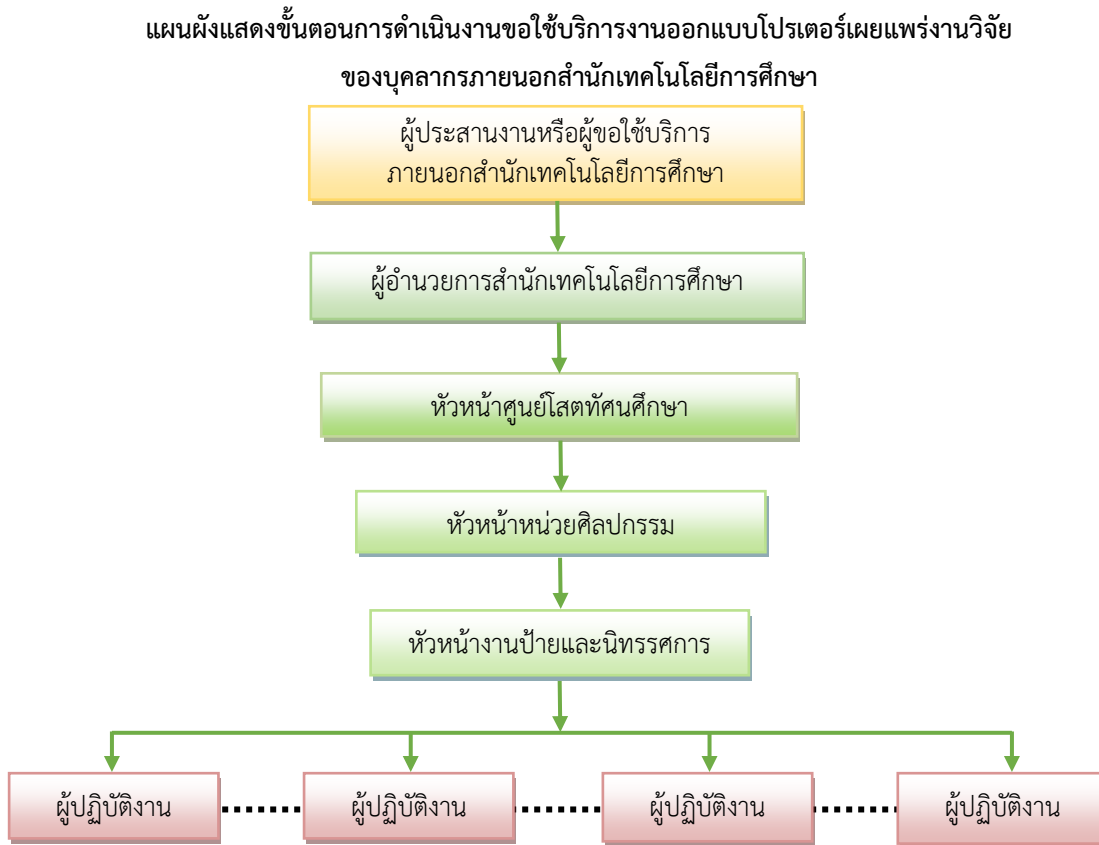 แผนผังแสดงขั้นตอนการดำเนินงานขอใช้บริการงานออกแบบโปรเตอร์เผยแพร่งานวิจัย
ของบุคลากรภายนอกสำนักเทคโนโลยีการศึกษา
ผู้ประสานงานหรือผู้ขอใช้บริการ
ภายนอกสำนักเทคโนโลยีการศึกษา
ผู้อำนวยการสำนักเทคโนโลยีการศึกษา
หัวหน้าศูนย์โสตทัศนศึกษา
หัวหน้าหน่วยศิลปกรรม
หัวหน้างานป้ายและนิทรรศการ
ผู้ปฏิบัติงาน ผู้ปฏิบัติงาน ผู้ปฏิบัติงาน ผู้ปฏิบัติงาน